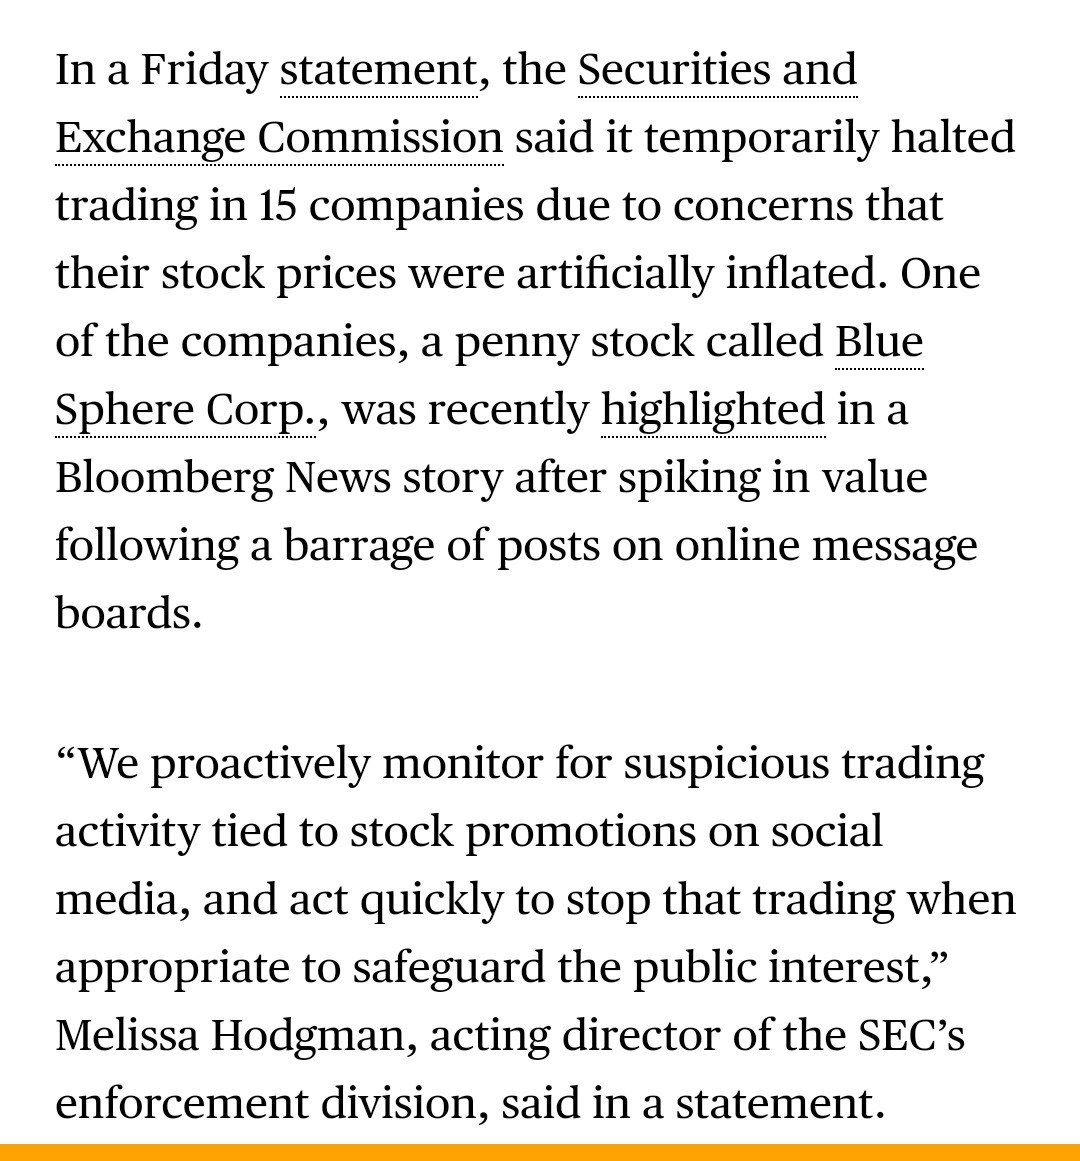 In a Friday statement, the Securities and
Exchange Commission said it temporarily halted
trading in 15 companies due to concerns that
their stock prices were artificially inflated. One
of the companies, a penny stock called Blue
Sphere Corp., was recently highlighted in a
Bloomberg News story after spiking in value
following a barrage of posts on online message
boards.
“We proactively monitor for suspicious trading
activity tied to stock promotions on social
media, and act quickly to stop that trading when
appropriate to safeguard the public interest,”
Melissa Hodgman, acting director of the SEC’s
enforcement division, said in a statement.